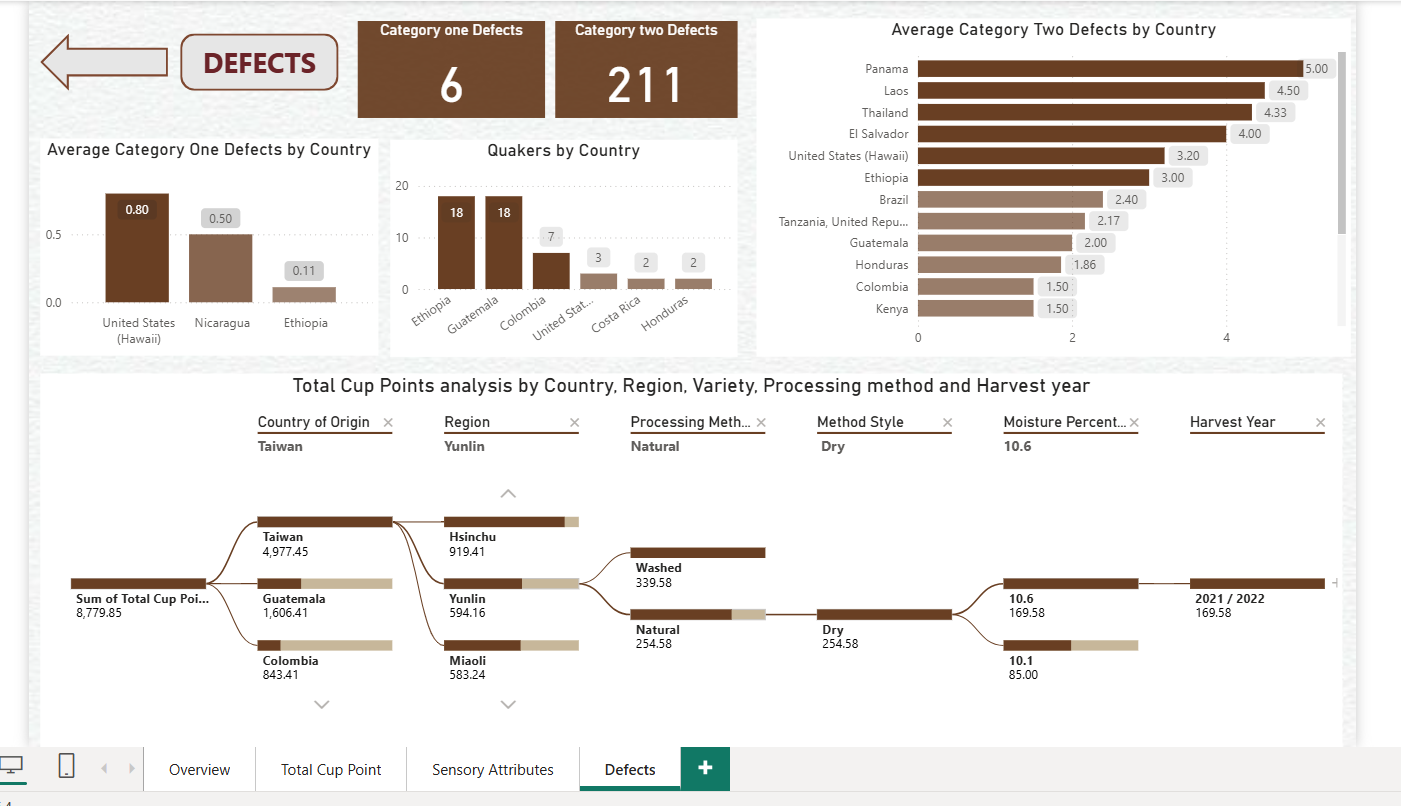 DEFECTS
Category one Defects
6
Category two Defects
211
Average Category One Defects by Country
0.5
0.0
0.80
0.50
0.11
United States
(Hawaii)
Nicaragua
Ethiopia
Quakers by Country
20
10
0
18
18
7
3
2
2
Ethiopia
Guatemala
Colombia
United Stat...
Costa Rica
Honduras
Average Category Two Defects by Country
Panama 5.00
Laos 4.50
Thailand 4.33
El Salvador 4.00
United States (Hawaii) 3.20
Ethiopia 3.00
Brazil 2.40
Tanzania, United Repu... 2.17
Guatemala 2.00
Honduras 1.86
Colombia 1.50
Kenya 1.50
0 2 4
Total Cup Points analysis by Country, Region, Variety, Processing method and Harvest year
Country of Origin
Taiwan
Region
Yunlin
Processing Meth...
Natural
Method Style
Dry
Moisture Percent...
10.6
Harvest Year
Sum of Total Cup Poi...
8,779.85
Taiwan
4,977.45
Guatemala
1,606.41
Colombia
843.41
Hsinchu
919.41
Yunlin
594.16
Miaoli
583.24
Washed
339.58
Natural
254.58
Dry
254.58
10.6
169.58
10.1
85.00
2021 / 2022
169.58
Overview
Total Cup Point
Sensory Attributes
Defects